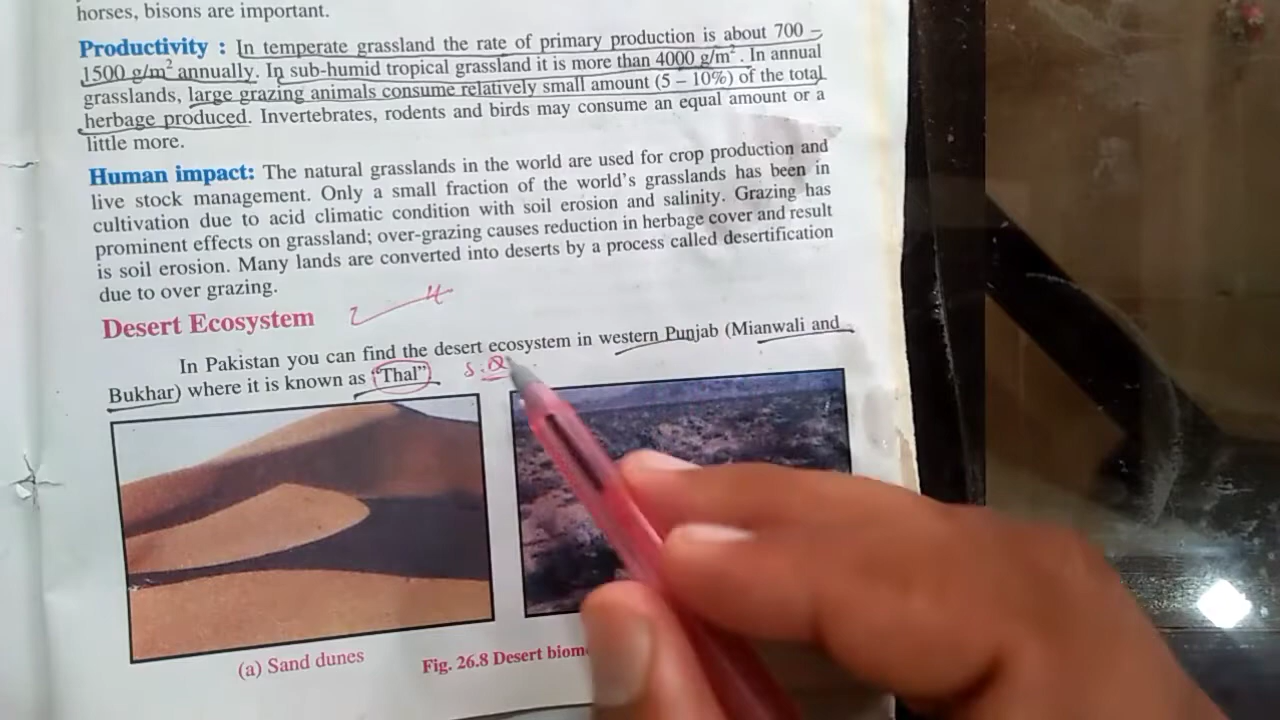 horses, bisons are important.
Productivity : In temperate grassland the rate of primary production is about 700 –
1500 g/m² annually. In sub-humid tropical grassland it is more than 4000 g/m². In annual
grasslands, large grazing animals consume relatively small amount (5 – 10%) of the total
herbage produced. Invertebrates, rodents and birds may consume an equal amount or a
little more.
Human impact: The natural grasslands in the world are used for crop production and
live stock management. Only a small fraction of the world's grasslands has been in
cultivation due to acid climatic condition with soil erosion and salinity. Grazing has
prominent effects on grassland; over-grazing causes reduction in herbage cover and result
is soil erosion. Many lands are converted into deserts by a process called desertification
due to over grazing.
Desert Ecosystem
In Pakistan you can find the desert ecosystem in western Punjab (Mianwali and
Bukhar) where it is known as "Thal". S.Q
(a) Sand dunes
Fig. 26.8 Desert biom